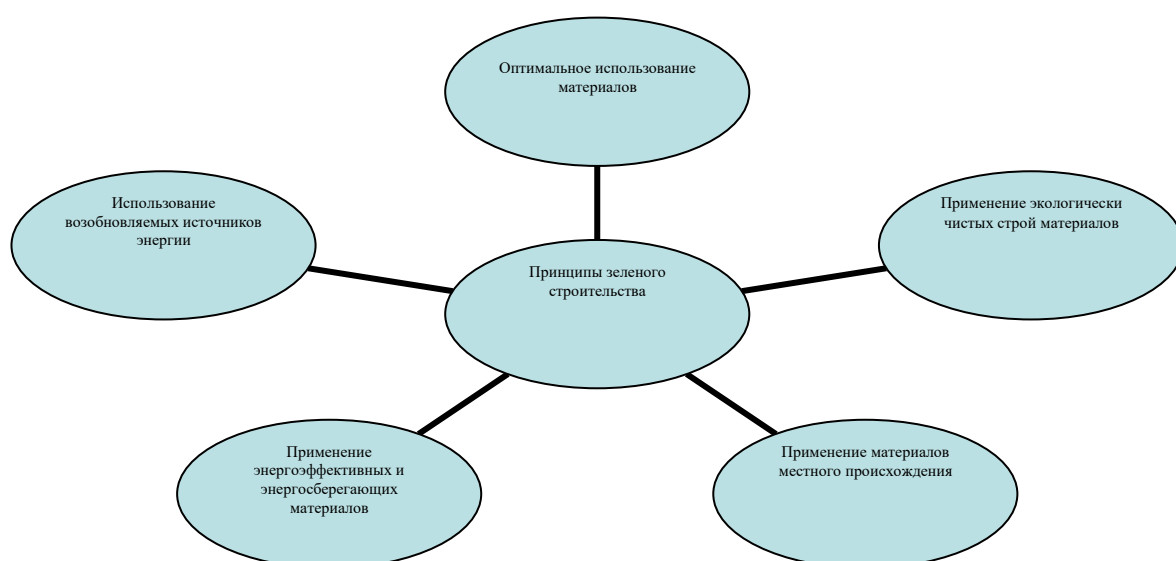 Оптимальное использование
материалов
Использование
возобновляемых источников
энергии
Применение экологически
чистых строй материалов
Принципы зеленого
строительства
Применение
энергоэффективных и
энергосберегающих
материалов
Применение материалов
местного происхождения